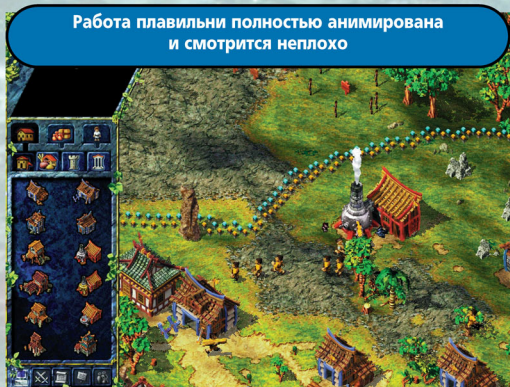 Работа плавильни полностью анимирована
и смотрится неплохо